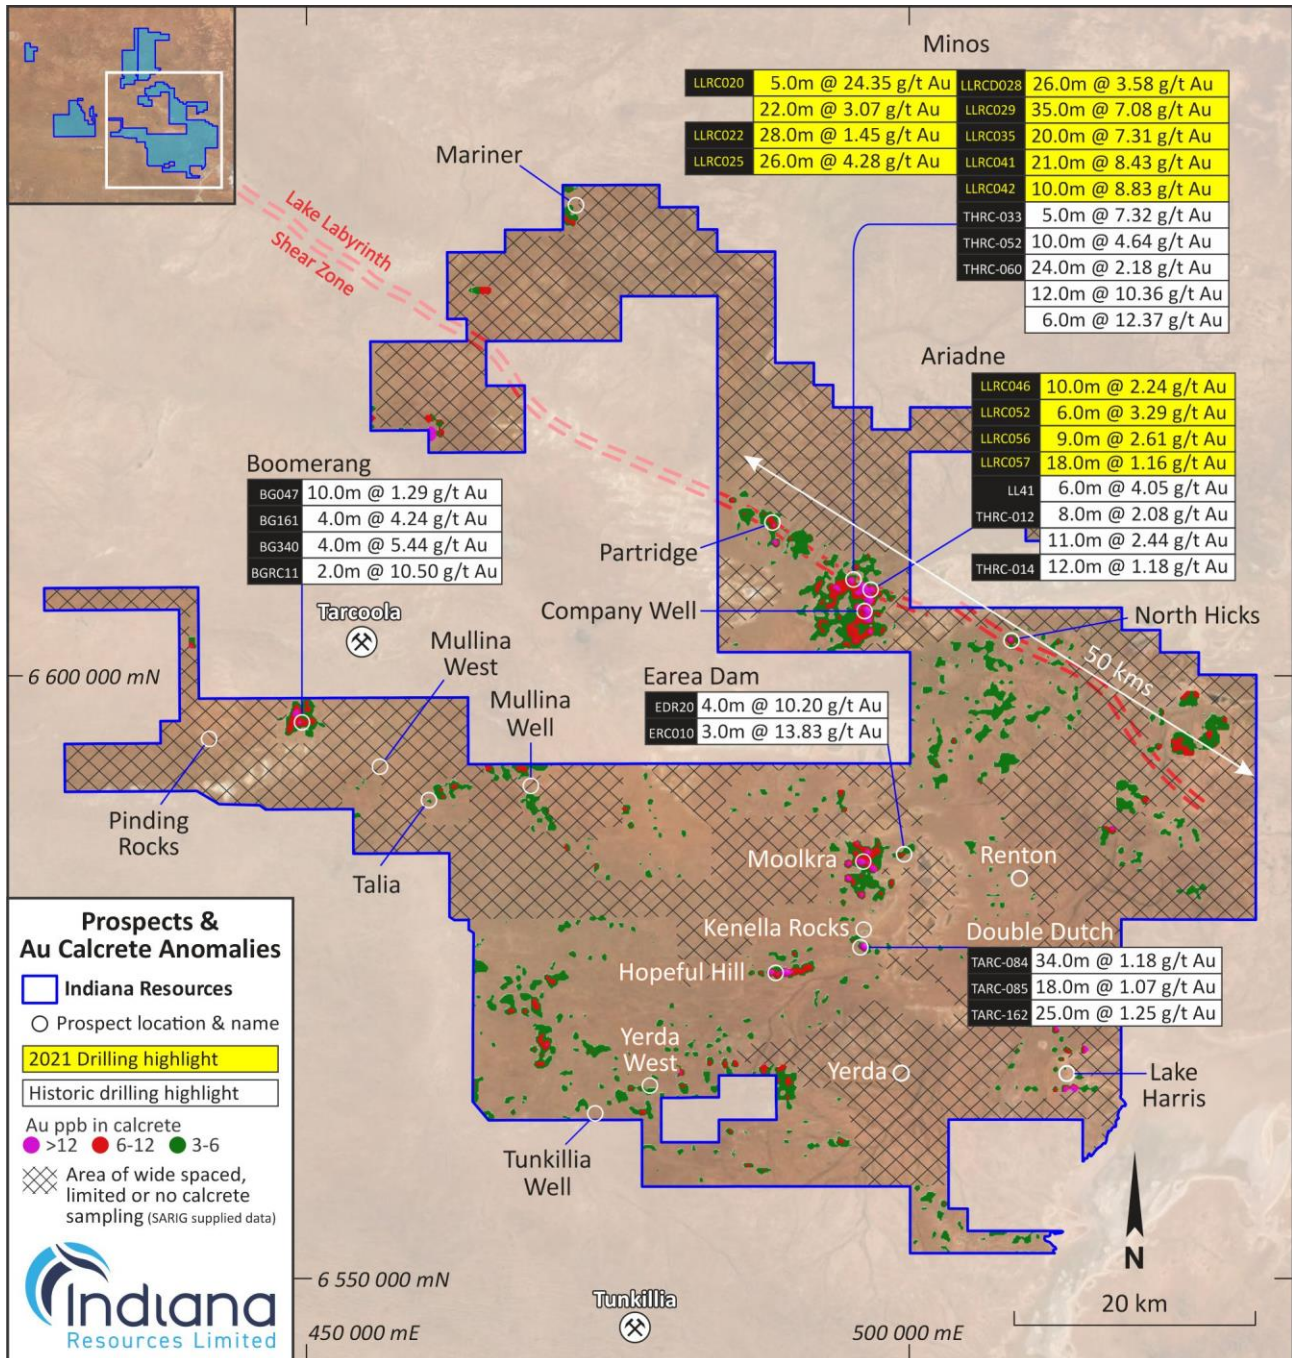 Minos
LLRC020 5.0m @ 24.35 g/t Au
22.0m @ 3.07 g/t Au
LLRC022 28.0m @ 1.45 g/t Au
LLRC025 26.0m @ 4.28 g/t Au
LLRCD028 26.0m @ 3.58 g/t Au
LLRC029 35.0m @ 7.08 g/t Au
LLRC035 20.0m @ 7.31 g/t Au
LLRC041 21.0m @ 8.43 g/t Au
LLRC042 10.0m @ 8.83 g/t Au
THRC-033 5.0m @ 7.32 g/t Au
THRC-052 10.0m @ 4.64 g/t Au
THRC-060 24.0m @ 2.18 g/t Au
12.0m @ 10.36 g/t Au
6.0m @ 12.37 g/t Au
Mariner
Lake Labyrinth
Shear Zone
Ariadne
LLRC046 10.0m @ 2.24 g/t Au
LLRC052 6.0m @ 3.29 g/t Au
LLRC056 9.0m @ 2.61 g/t Au
LLRC057 18.0m @ 1.16 g/t Au
LL41 6.0m @ 4.05 g/t Au
THRC-012 8.0m @ 2.08 g/t Au
11.0m @ 2.44 g/t Au
THRC-014 12.0m @ 1.18 g/t Au
Boomerang
BG047 10.0m @ 1.29 g/t Au
BG161 4.0m @ 4.24 g/t Au
BG340 4.0m @ 5.44 g/t Au
BGRC11 2.0m @ 10.50 g/t Au
Partridge
Company Well
Tarcoola
North Hicks
50 kms
Mullina
West
Mullina
Well
6 600 000 mN
Earea Dam
EDR20 4.0m @ 10.20 g/t Au
ERC010 3.0m @ 13.83 g/t Au
Pinding
Rocks
Talia
Moolkra
Renton
Kenella Rocks
Double Dutch
TARC-084 34.0m @ 1.18 g/t Au
TARC-085 18.0m @ 1.07 g/t Au
TARC-162 25.0m @ 1.25 g/t Au
Hopeful Hill
Yerda
West
Yerda
Lake
Harris
Tunkillia
Well
Prospects &
Au Calcrete Anomalies
Indiana Resources
Prospect location & name
2021 Drilling highlight
Historic drilling highlight
Au ppb in calcrete
>12 6-12 3-6
Area of wide spaced,
limited or no calcrete
sampling (SARIG supplied data)
Indiana
Resources Limited
6 550 000 mN
450 000 mE
Tunkillia
500 000 mE
N
20 km